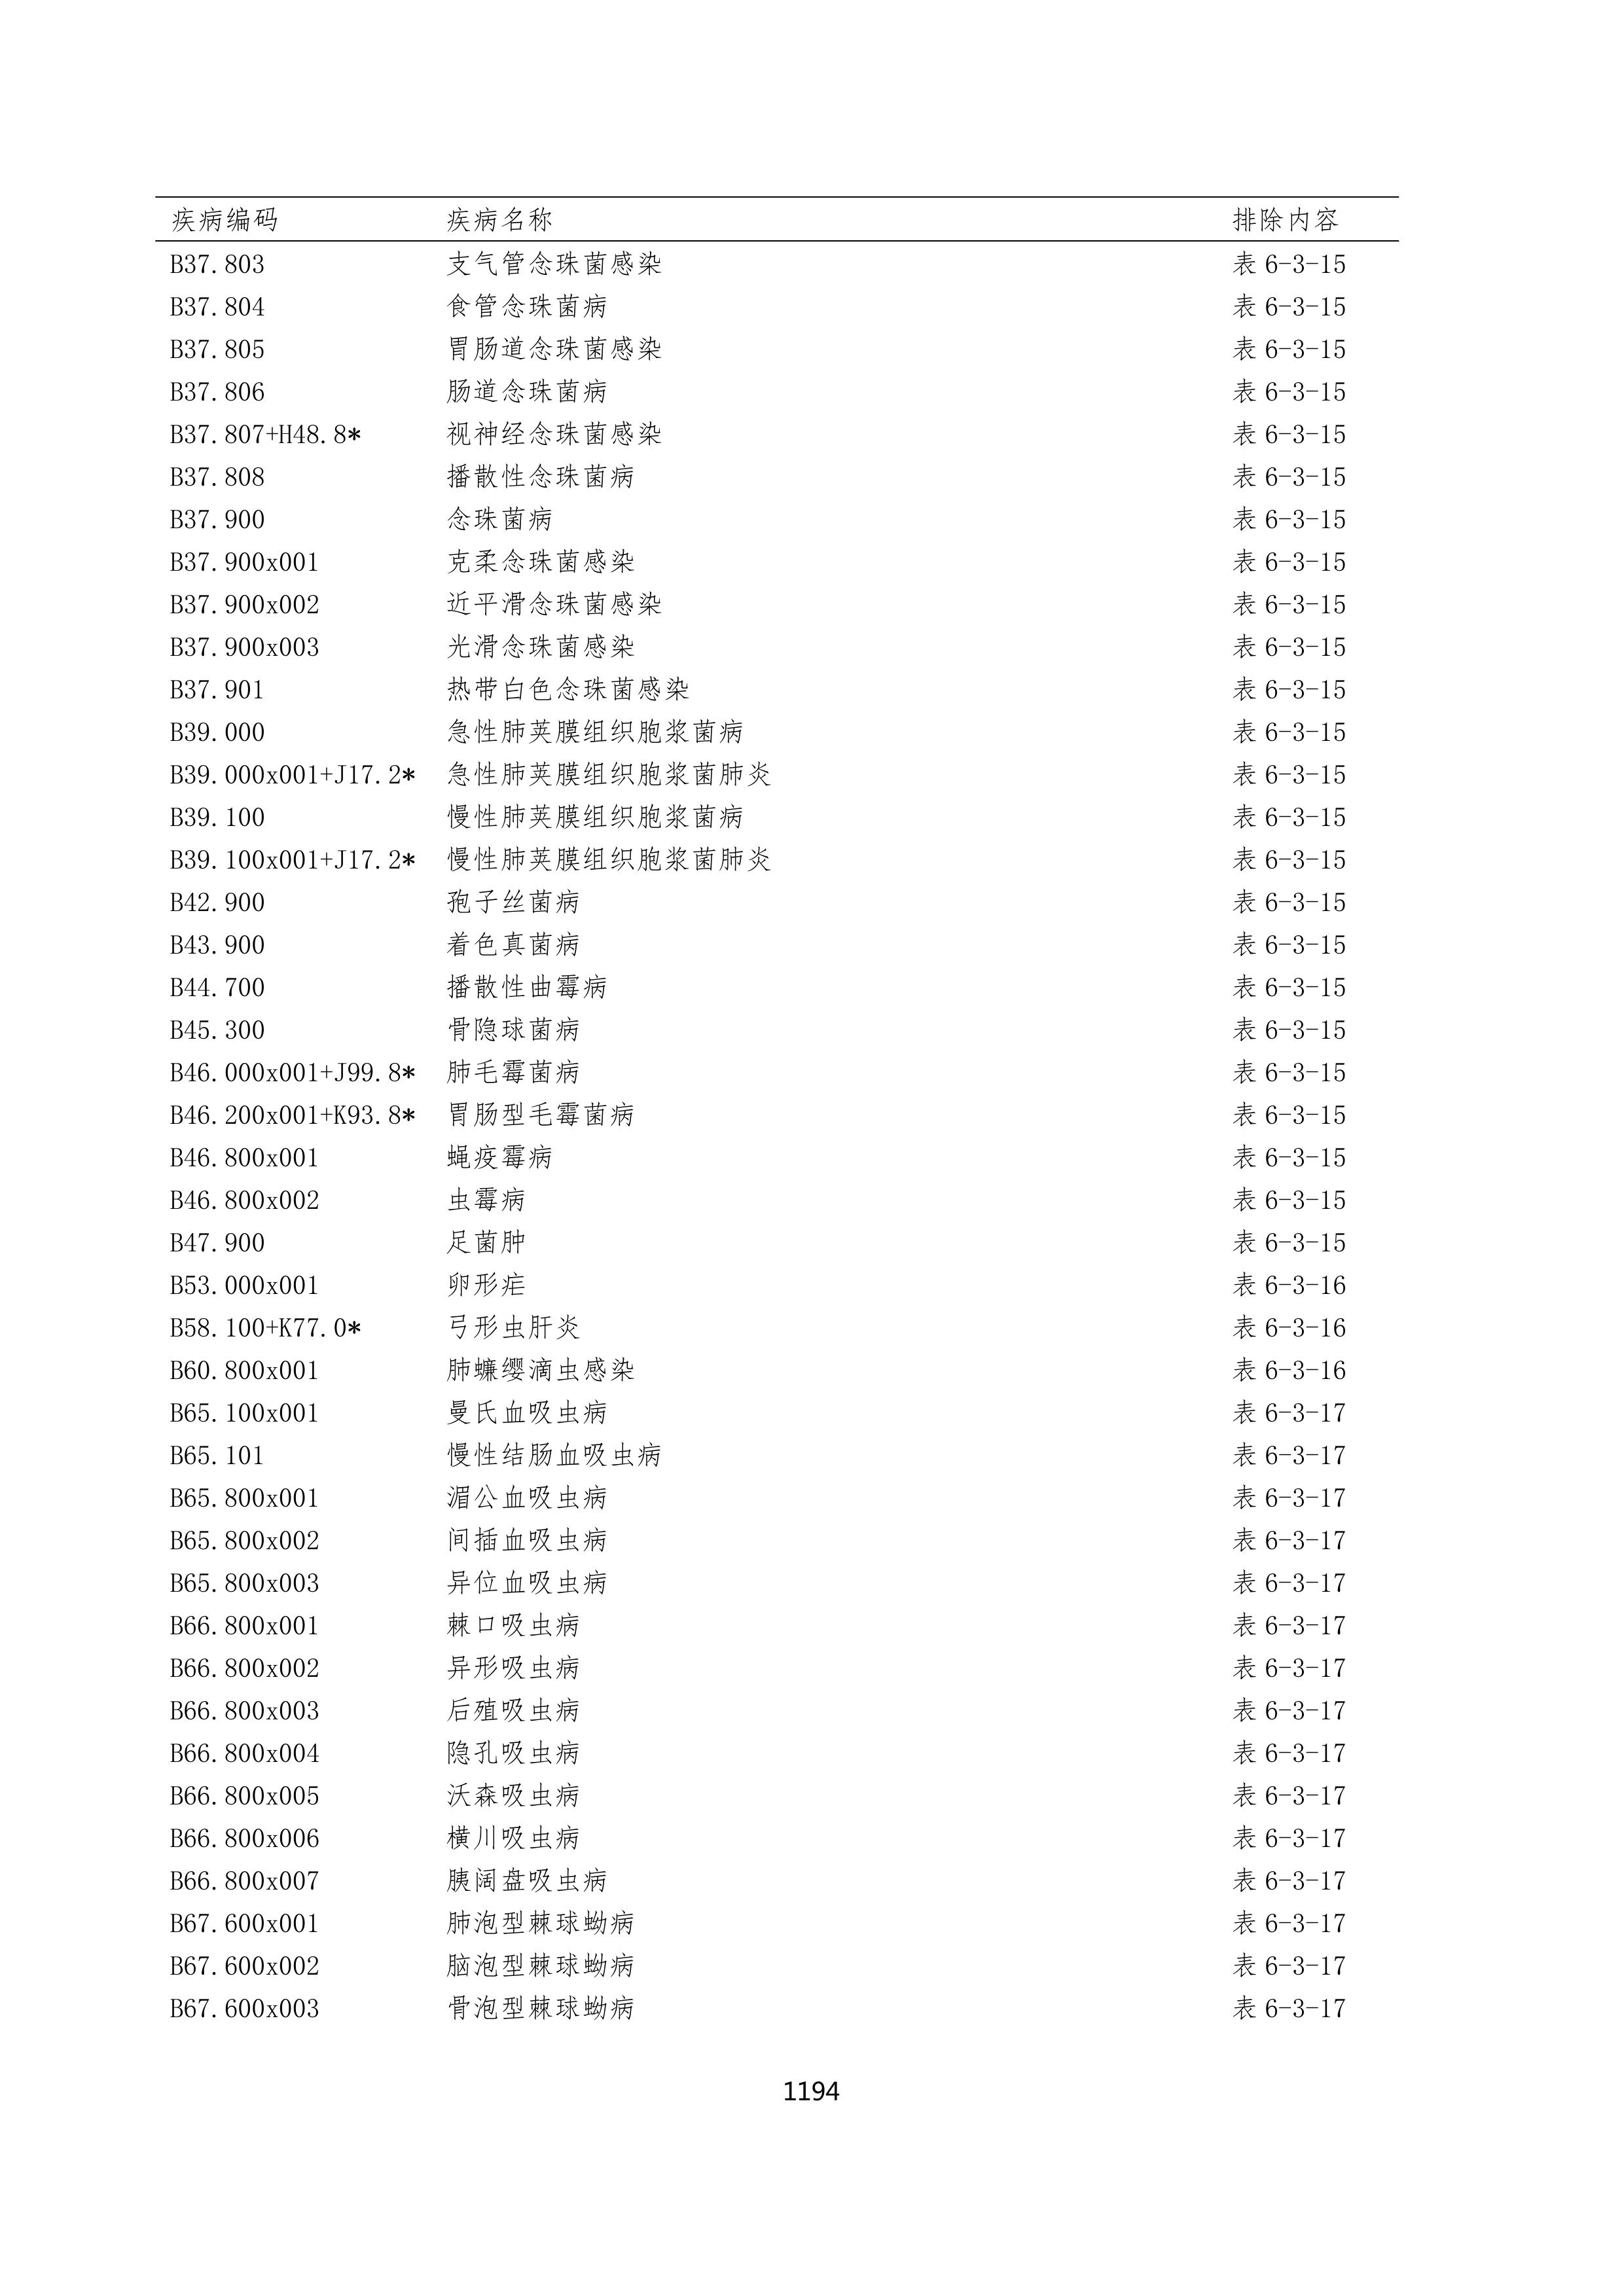 疾病编码 疾病名称 排除内容
B37.803 支气管念珠菌感染 表 6-3-15
B37.804 食管念珠菌病 表 6-3-15
B37.805 胃肠道念珠菌感染 表 6-3-15
B37.806 肠道念珠菌病 表 6-3-15
B37.807+H48.8* 视神经念珠菌感染 表 6-3-15
B37.808 播散性念珠菌病 表 6-3-15
B37.900 念珠菌病 表 6-3-15
B37.900x001 克柔念珠菌感染 表 6-3-15
B37.900x002 近平滑念珠菌感染 表 6-3-15
B37.900x003 光滑念珠菌感染 表 6-3-15
B37.901 热带白色念珠菌感染 表 6-3-15
B39.000 急性肺荚膜组织胞浆菌病 表 6-3-15
B39.000x001+J17.2* 急性肺荚膜组织胞浆菌肺炎 表 6-3-15
B39.100 慢性肺荚膜组织胞浆菌病 表 6-3-15
B39.100x001+J17.2* 慢性肺荚膜组织胞浆菌肺炎 表 6-3-15
B42.900 孢子丝菌病 表 6-3-15
B43.900 着色真菌病 表 6-3-15
B44.700 播散性曲霉病 表 6-3-15
B45.300 骨隐球菌病 表 6-3-15
B46.000x001+J99.8* 肺毛霉菌病 表 6-3-15
B46.200x001+K93.8* 胃肠型毛霉菌病 表 6-3-15
B46.800x001 蝇疫霉病 表 6-3-15
B46.800x002 虫霉病 表 6-3-15
B47.900 足菌肿 表 6-3-15
B53.000x001 卵形疟 表 6-3-16
B58.100+K77.0* 弓形虫肝炎 表 6-3-16
B60.800x001 肺蠊缨滴虫感染 表 6-3-16
B65.100x001 曼氏血吸虫病 表 6-3-17
B65.101 慢性结肠血吸虫病 表 6-3-17
B65.800x001 湄公血吸虫病 表 6-3-17
B65.800x002 间插血吸虫病 表 6-3-17
B65.800x003 异位血吸虫病 表 6-3-17
B66.800x001 棘口吸虫病 表 6-3-17
B66.800x002 异形吸虫病 表 6-3-17
B66.800x003 后殖吸虫病 表 6-3-17
B66.800x004 隐孔吸虫病 表 6-3-17
B66.800x005 沃森吸虫病 表 6-3-17
B66.800x006 横川吸虫病 表 6-3-17
B66.800x007 胰阔盘吸虫病 表 6-3-17
B67.600x001 肺泡型棘球蚴病 表 6-3-17
B67.600x002 脑泡型棘球蚴病 表 6-3-17
B67.600x003 骨泡型棘球蚴病 表 6-3-17
1194